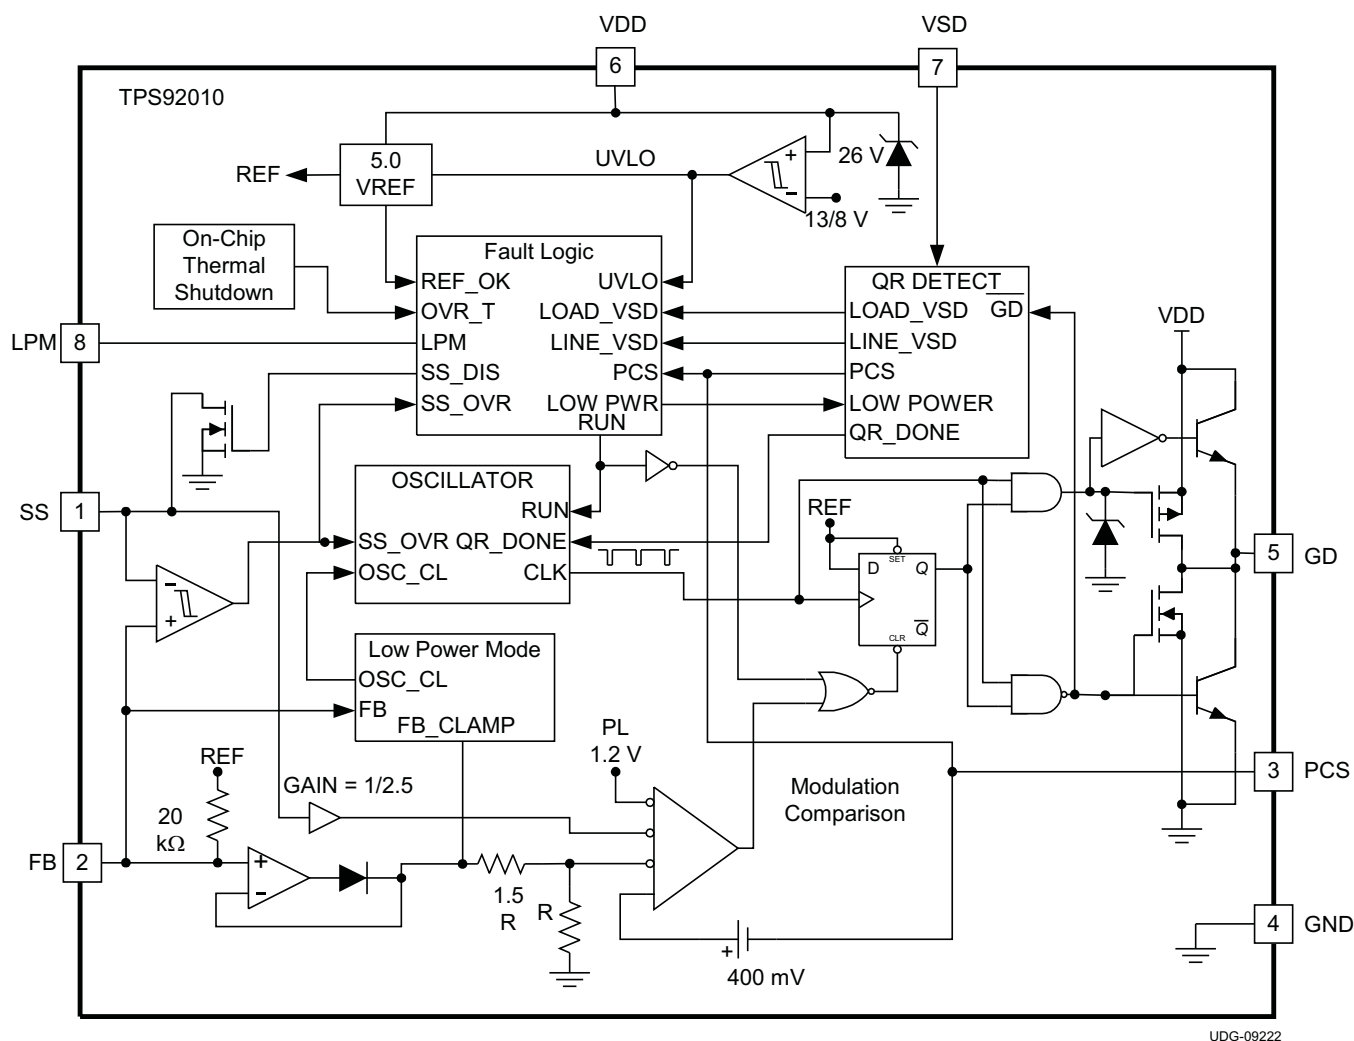 VDD
VSD
6
7
TPS92010
5.0
VREF
REF
UVLO
+
-
26 V
13/8 V
On-Chip
Thermal
Shutdown
Fault Logic
REF_OK
UVLO
OVR_T
LOAD_VSD
LPM
LINE_VSD
SS_DIS
PCS
SS_OVR
LOW PWR
RUN
QR DETECT
LOAD_VSD
GD
LINE_VSD
PCS
LOW POWER
QR_DONE
VDD
LPM
8
SS
1
OSCILLATOR
RUN
SS_OVR
QR_DONE
OSC_CL
CLK
REF
SET
D
Q
Q
CLR
5
GD
-
+
Low Power Mode
OSC_CL
FB
FB_CLAMP
PL
1.2 V
Modulation
Comparison
3
PCS
REF
GAIN = 1/2.5
20
kΩ
FB
2
+
-
1.5
R
R
+
400 mV
4
GND
UDG-09222